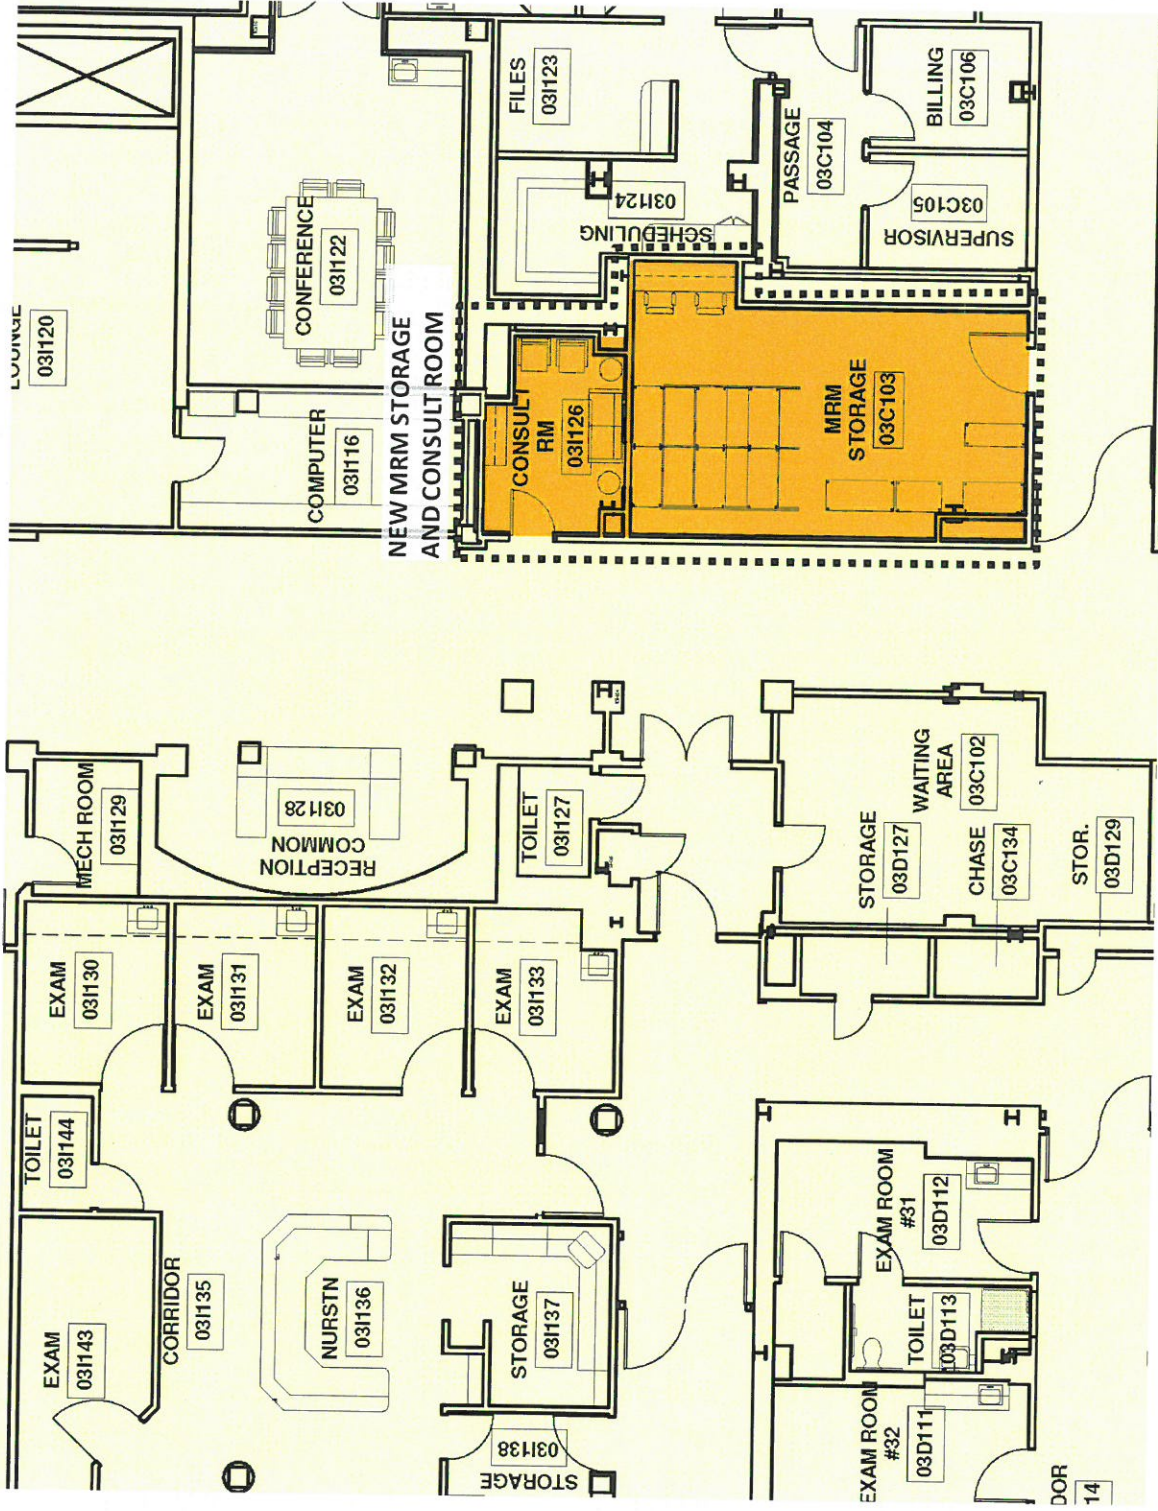 LOUNGE
03I120
CONFERENCE
03I122
COMPUTER
03I116
FILES
03I123
SCHEDULING
03I124
PASSAGE
03C104
BILLING
03C106
SUPERVISOR
03C105
NEW MRM STORAGE
AND CONSULT ROOM
CONSULT
RM
03I126
MRM
STORAGE
03C103
MECH ROOM
03I129
RECEPTION
COMMON
03I128
TOILET
03I127
WAITING
AREA
03C102
STORAGE
03D127
CHASE
03C134
STOR.
03D129
EXAM
03I130
EXAM
03I131
EXAM
03I132
EXAM
03I133
TOILET
03I144
EXAM
03I143
CORRIDOR
03I135
NURSTN
03I136
STORAGE
03I137
STORAGE
03I138
EXAM ROOM
#31
03D112
TOILET
03D113
EXAM ROOM
#32
03D111
DOR
14